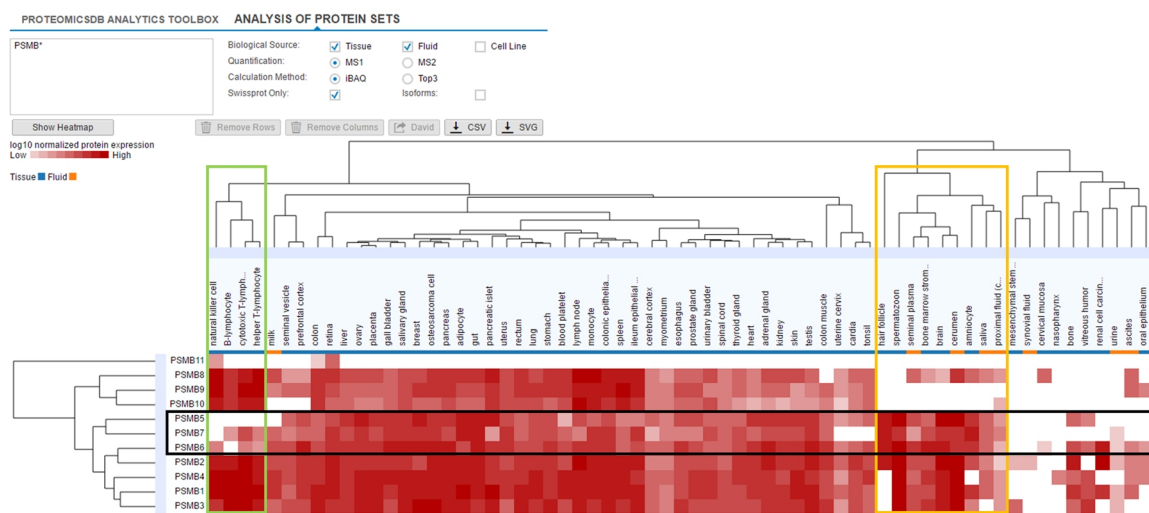 PROTEOMICSDB ANALYTICS TOOLBOX ANALYSIS OF PROTEIN SETS
PSMB*
Biological Source: Tissue Fluid Cell Line
Quantification: MS1 MS2
Calculation Method: iBAQ Top3
Swissprot Only: Isoforms:
Show Heatmap Remove Rows Remove Columns David CSV SVG
log10 normalized protein expression
Low High
Tissue Fluid
natural killer cell
B-lymphocyte
cytotoxic T-lymph...
helper T-lymphocyte
milk
seminal vesicle
prefrontal cortex
colon
retina
liver
ovary
placenta
gall bladder
salivary gland
breast
osteosarcoma cell
pancreas
adipocyte
gut
pancreatic islet
uterus
rectum
lung
stomach
blood platelet
lymph node
monocyte
colonic epithelia...
spleen
ileum epithelial ...
cerebral cortex
myometrium
esophagus
prostate gland
urinary bladder
spinal cord
thyroid gland
heart
adrenal gland
kidney
skin
testis
colon muscle
uterine cervix
cardia
tonsil
hair follicle
spermatozoon
seminal plasma
bone marrow strom...
brain
cerumen
amniocyte
saliva
proximal fluid (c...
mesenchymal stem ...
synovial fluid
cervical mucosa
nasopharynx
bone
vitreous humor
renal cell carcin...
urine
ascites
oral epithelium
PSMB11
PSMB8
PSMB9
PSMB10
PSMB5
PSMB7
PSMB6
PSMB2
PSMB4
PSMB1
PSMB3